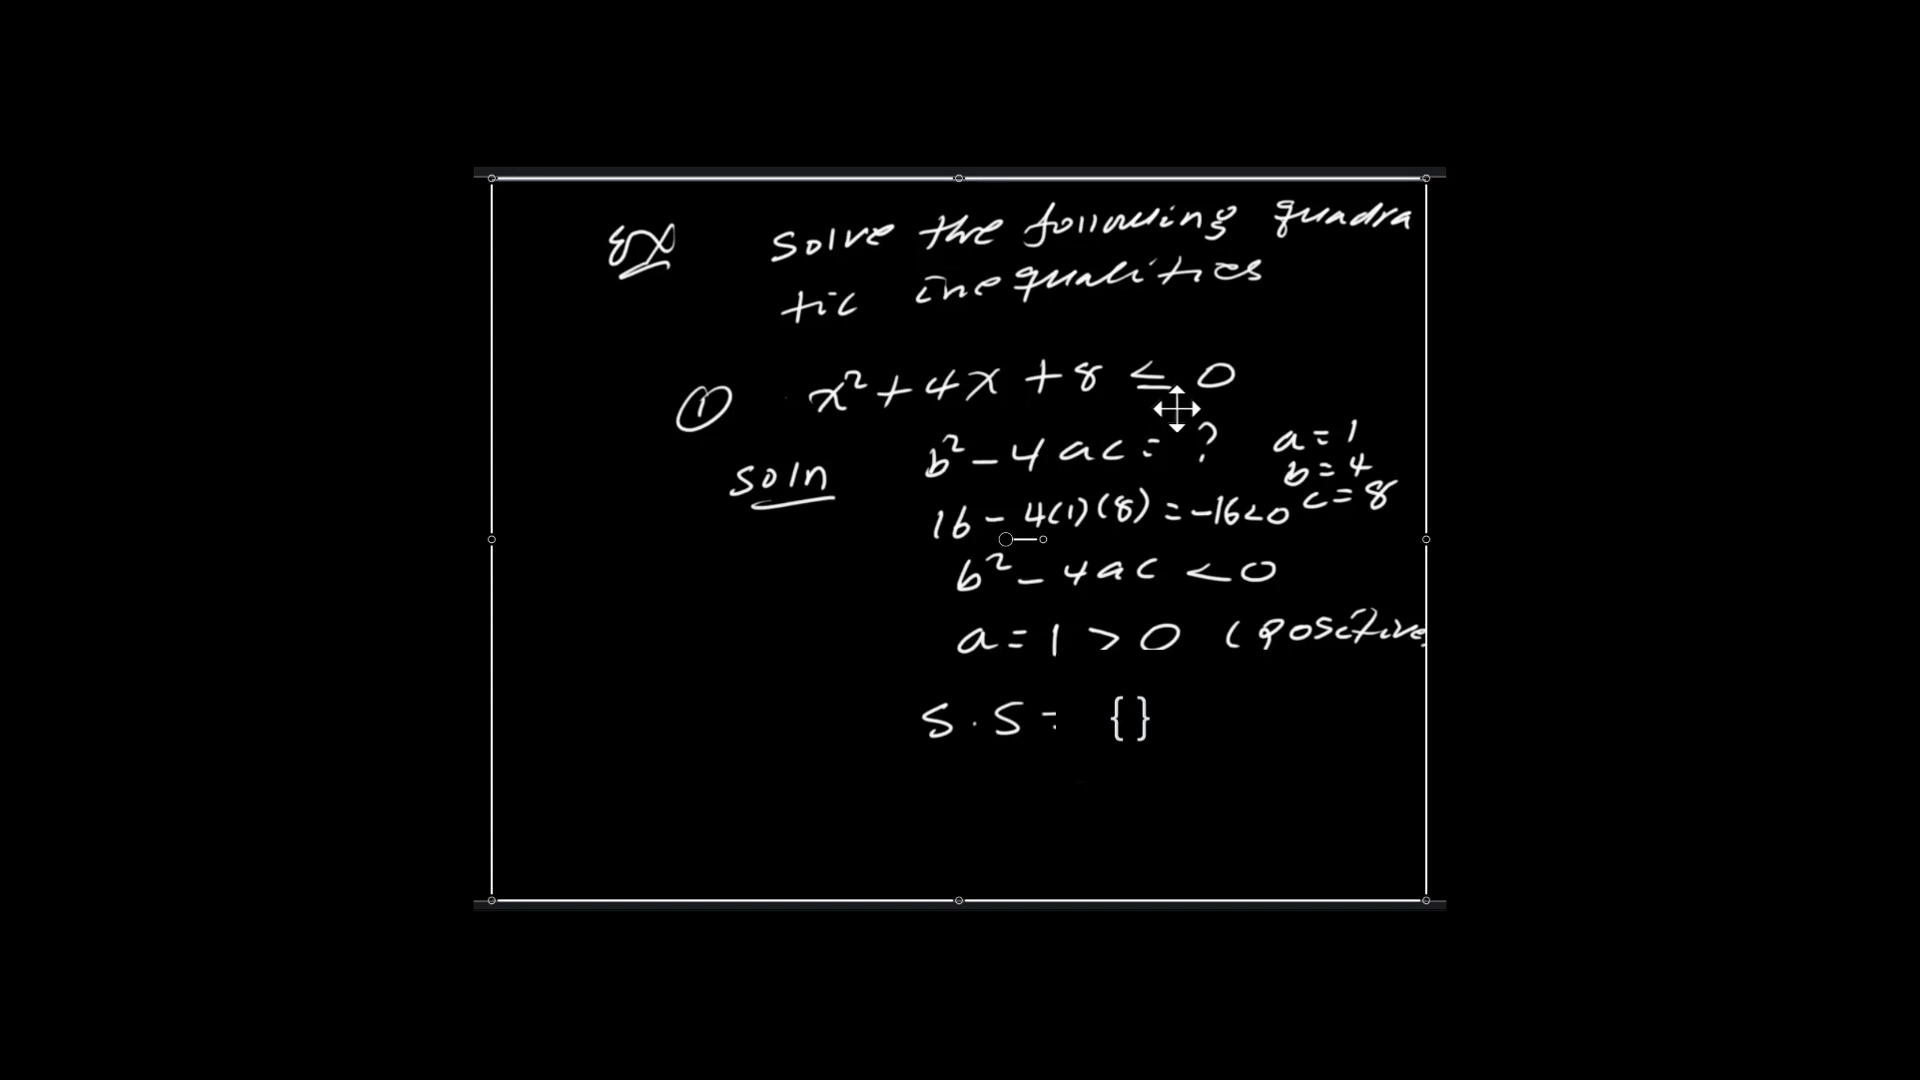 Ex Solve the following quadra
tic inequalities
① x² + 4x + 8 ≤ 0
soln b² - 4ac = ? a = 1
b = 4
16 - 4(1)(8) = -16 < 0 c = 8
b² - 4ac < 0
a = 1 > 0 (positive
S.S = {}